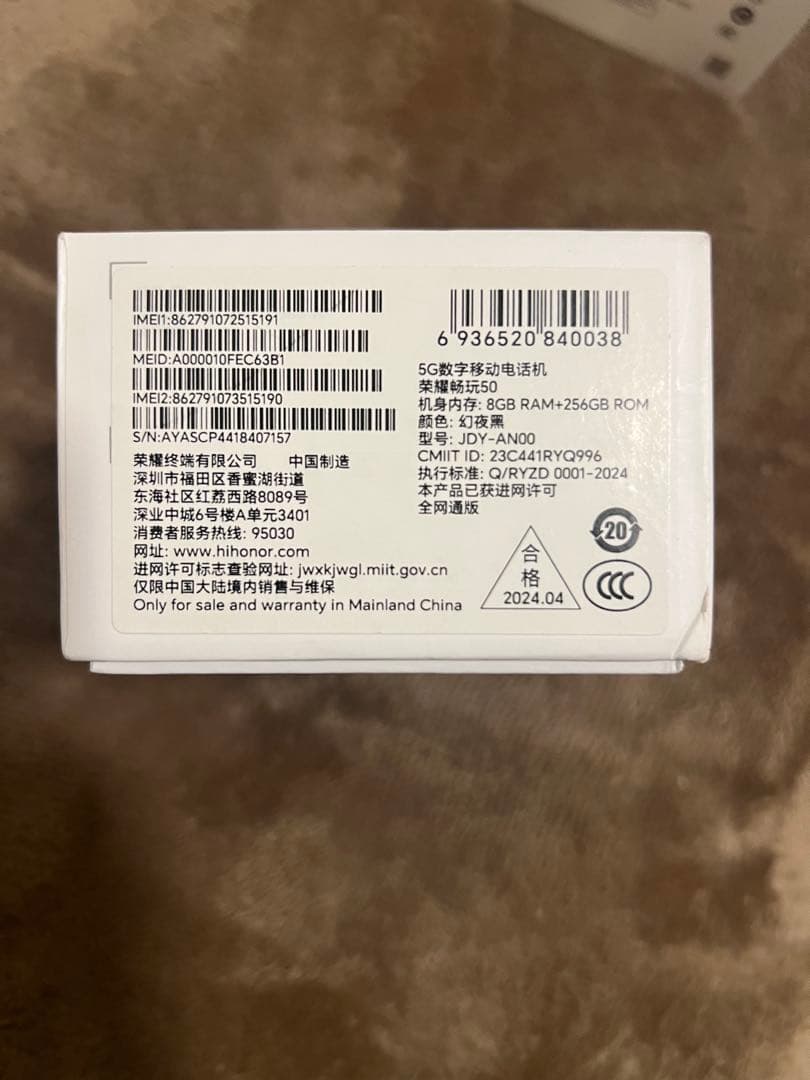 IMEI1:862791072515191
MEID:A000010FEC63B1
IMEI2:862791073515190
S/N:AYASCP4418407157
荣耀终端有限公司 中国制造
深圳市福田区香蜜湖街道
东海社区红荔西路8089号
深业中城6号楼A单元3401
消费者服务热线: 95030
网址: www.hihonor.com
进网许可标志查验网址: jwxkjwgl.miit.gov.cn
仅限中国大陆境内销售与维保
Only for sale and warranty in Mainland China
6 936520 840038
5G数字移动电话机
荣耀畅玩50
机身内存: 8GB RAM+256GB ROM
颜色: 幻夜黑
型号: JDY-AN00
CMIIT ID: 23C441RYQ996
执行标准: Q/RYZD 0001-2024
本产品已获进网许可
全网通版
20
合
格
2024.04
CCC